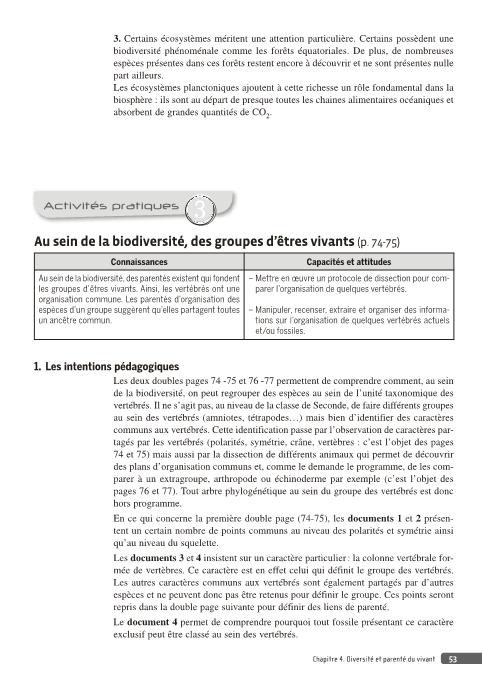 3. Certains écosystèmes méritent une attention particulière. Certains possèdent une
biodiversité phénoménale comme les forêts équatoriales. De plus, de nombreuses
espèces présentées dans ces forêts restent encore à découvrir et ne sont présentes nulle
part ailleurs.
Les écosystèmes planctoniques ajoutent à cette richesse un rôle fondamental dans la
biosphère : ils sont au départ de presque toutes les chaines alimentaires océaniques et
absorbent de grandes quantités de CO2.
Activités pratiques 3
Au sein de la biodiversité, des groupes d'êtres vivants (p. 74-75)
Connaissances
Au sein de la biodiversité, des parentés existent qui fondent
les groupes d'êtres vivants. Ainsi, les vertébrés ont une
organisation commune. Les parentés d'organisation des
espèces d'un groupe suggèrent qu'elles partagent toutes
un ancêtre commun.
Capacités et attitudes
– Mettre en œuvre un protocole de dissection pour com-
parer l'organisation de quelques vertébrés.
– Manipuler, recenser, extraire et organiser des informa-
tions sur l'organisation de quelques vertébrés actuels
et/ou fossiles.
1. Les intentions pédagogiques
Les deux doubles pages 74 -75 et 76 -77 permettent de comprendre comment, au sein
de la biodiversité, on peut regrouper des espèces au sein de l'unité taxonomique des
vertébrés. Il ne s'agit pas, au niveau de la classe de Seconde, de faire différents groupes
au sein des vertébrés (amniotes, tétrapodes…) mais bien d'identifier des caractères
communs aux vertébrés. Cette identification passe par l'observation de caractères par-
tagés par les vertébrés (polarités, symétrie, crâne, vertèbres : c'est l'objet des pages
74 et 75) mais aussi par la dissection de différents animaux qui permet de découvrir
des plans d'organisation communs et, comme le demande le programme, de les com-
parer à un extragroupe, arthropode ou échinoderme par exemple (c'est l'objet des
pages 76 et 77). Tout arbre phylogénétique au sein du groupe des vertébrés est donc
hors programme.
En ce qui concerne la première double page (74-75), les documents 1 et 2 présen-
tent un certain nombre de points communs au niveau des polarités et symétrie ainsi
qu'au niveau du squelette.
Les documents 3 et 4 insistent sur un caractère particulier : la colonne vertébrale for-
mée de vertèbres. Ce caractère est en effet celui qui définit le groupe des vertébrés.
Les autres caractères communs aux vertébrés sont également partagés par d'autres
espèces et ne peuvent donc pas être retenus pour définir le groupe. Ces points seront
repris dans la double page suivante pour définir des liens de parenté.
Le document 4 permet de comprendre pourquoi tout fossile présentant ce caractère
exclusif peut être classé au sein des vertébrés.
Chapitre 4. Diversité et parenté du vivant 53